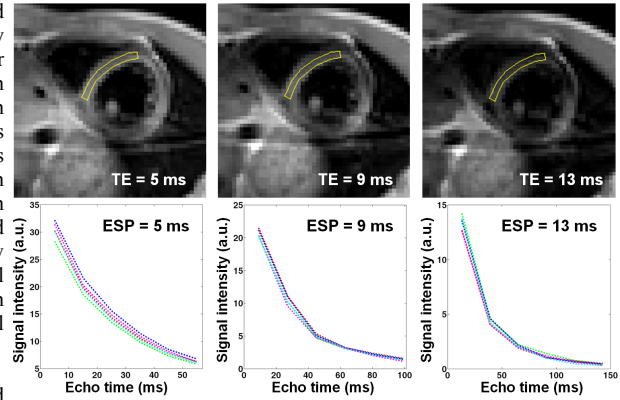 TE = 5 ms
TE = 9 ms
TE = 13 ms
ESP = 5 ms
Signal intensity (a.u.)
35
30
25
20
15
10
5
0 10 20 30 40 50
Echo time (ms)
ESP = 9 ms
Signal intensity (a.u.)
25
20
15
10
5
0
0 20 40 60 80 100
Echo time (ms)
ESP = 13 ms
Signal intensity (a.u.)
15
10
5
0
0 50 100 150
Echo time (ms)